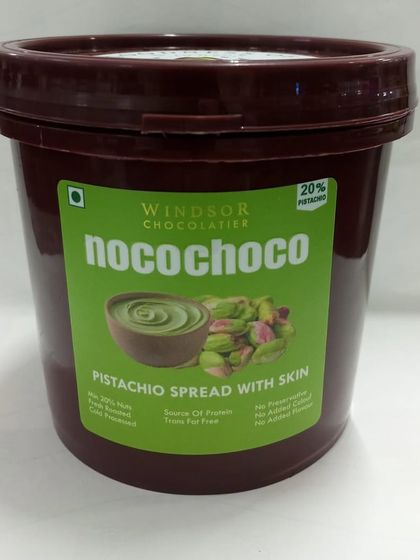 WINDSOR
CHOCOLATIER
20%
PISTACHIO
nocochoco
PISTACHIO SPREAD WITH SKIN
Min 20% Nuts
Fresh Roasted
Cold Processed
Source Of Protein
Trans Fat Free
No Preservative
No Added Colour
No Added Flavour